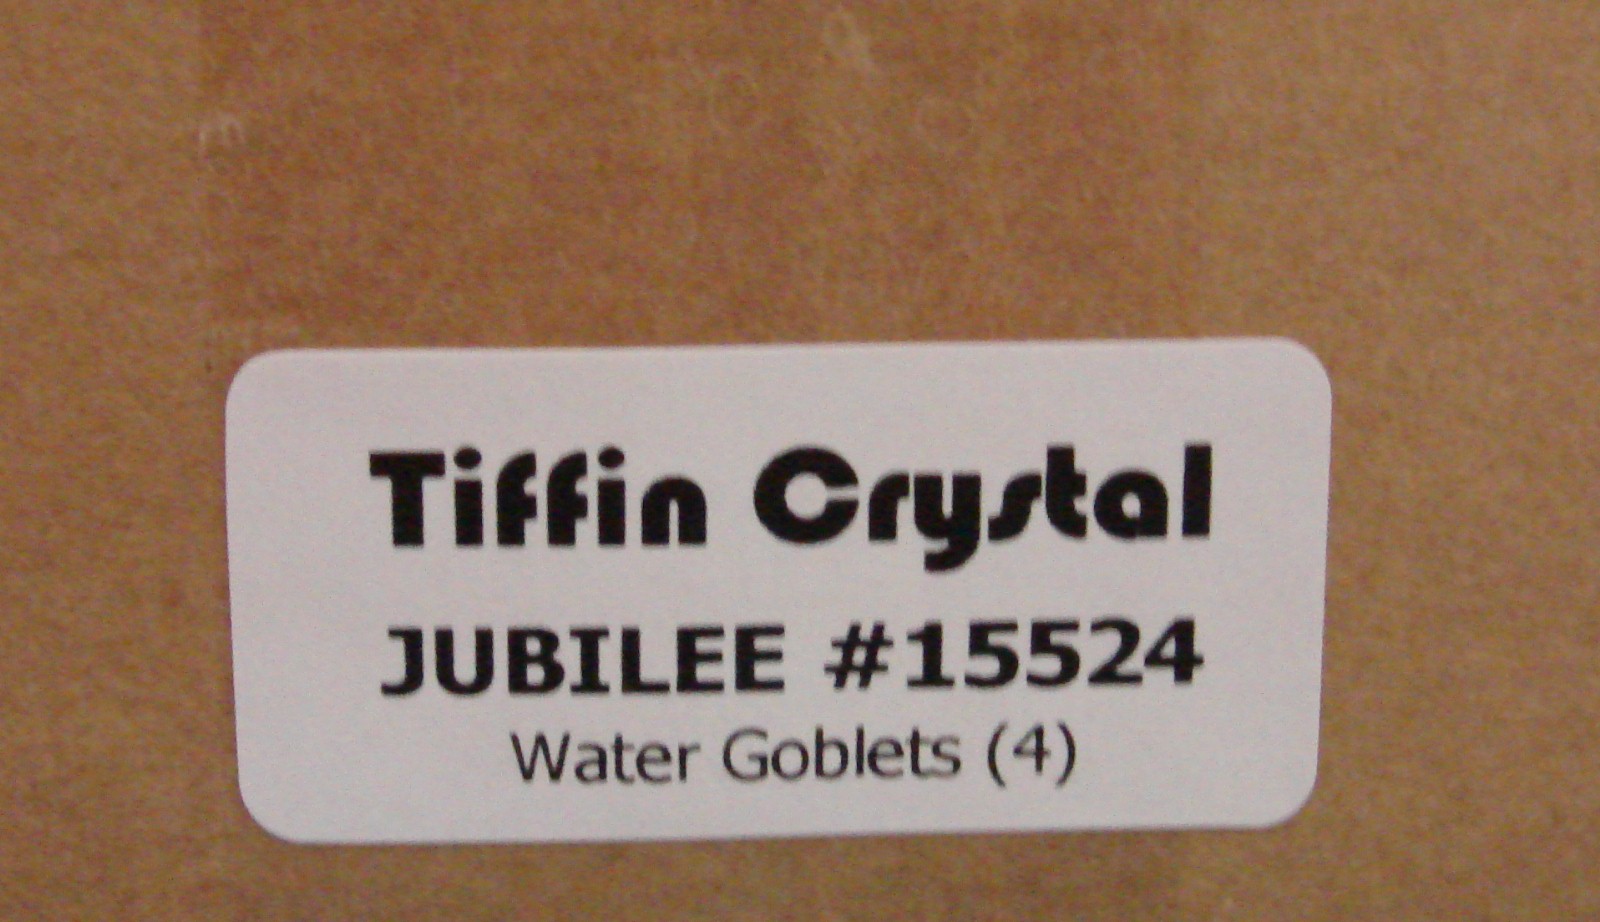 Tiffin Crystal
JUBILEE #15524
Water Goblets (4)